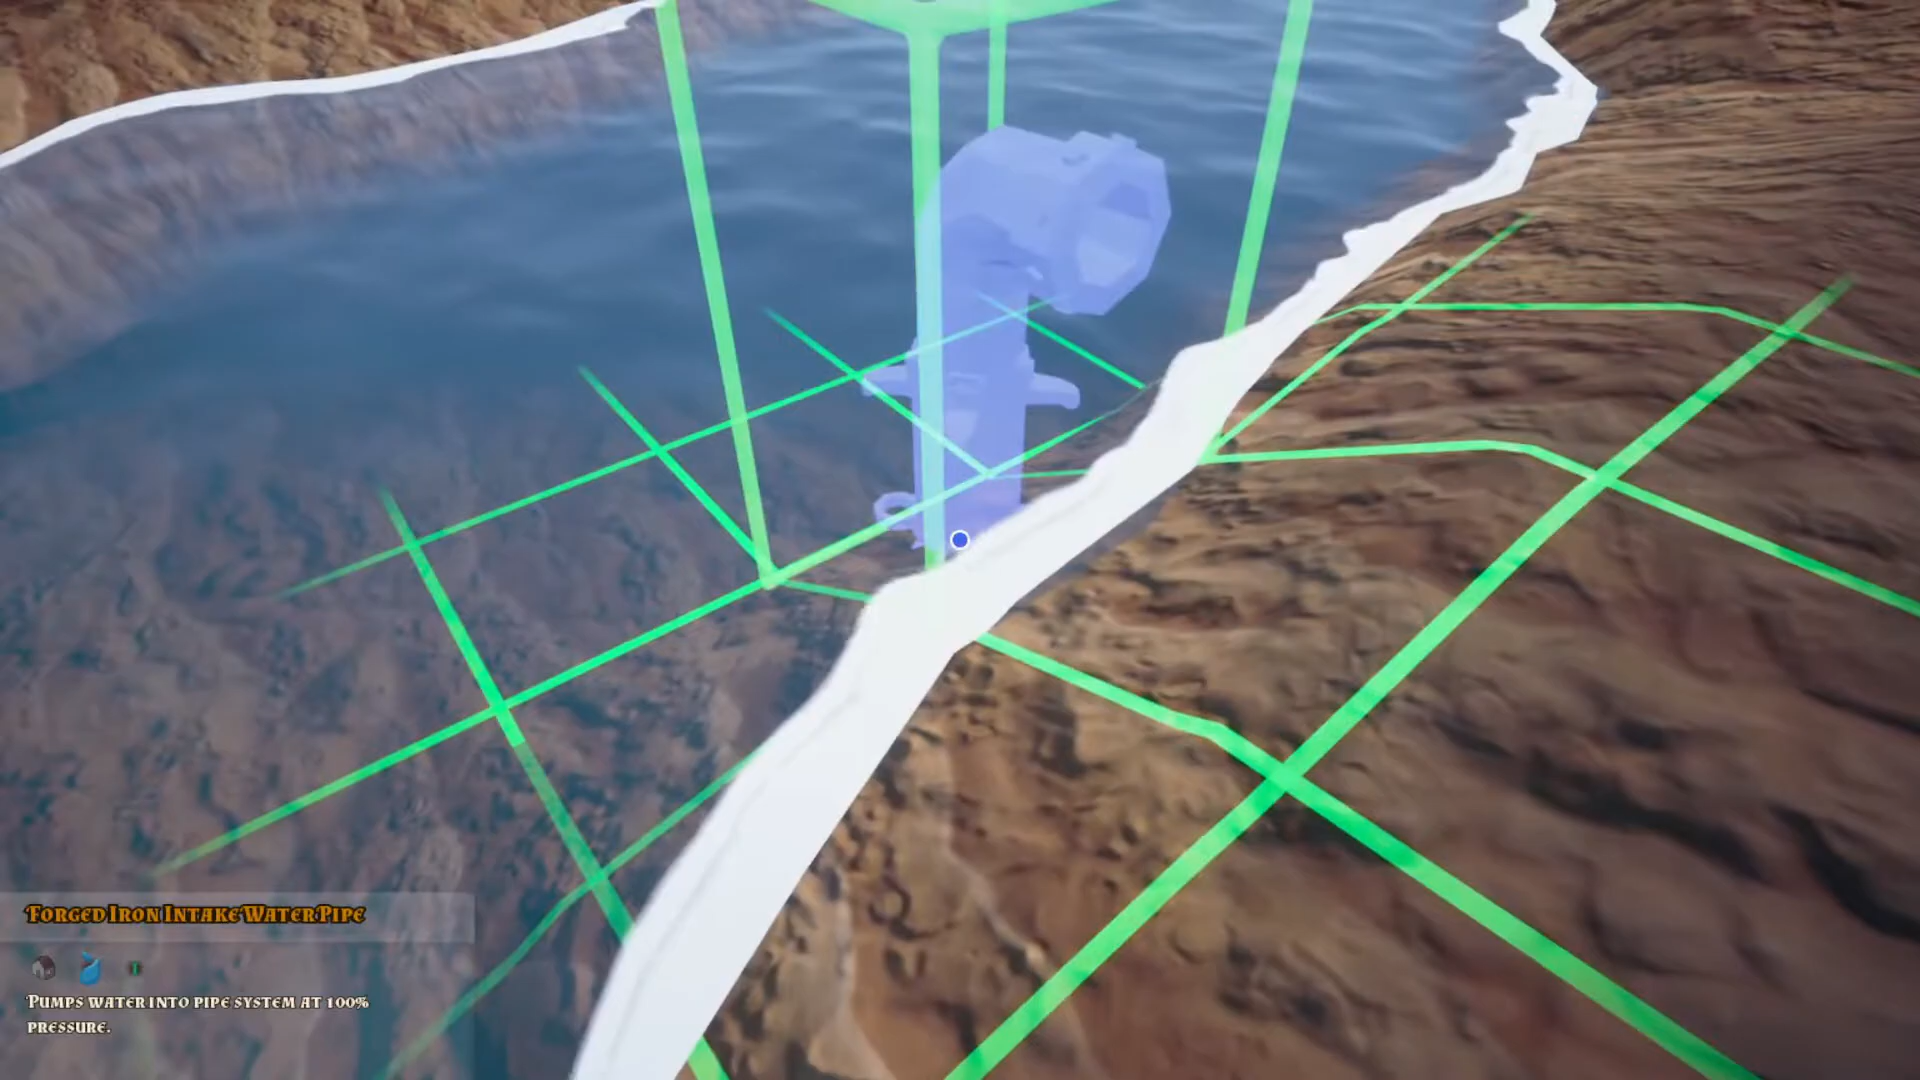 Forged Iron Intake Water Pipe
Pumps water into pipe system at 100%
pressure.